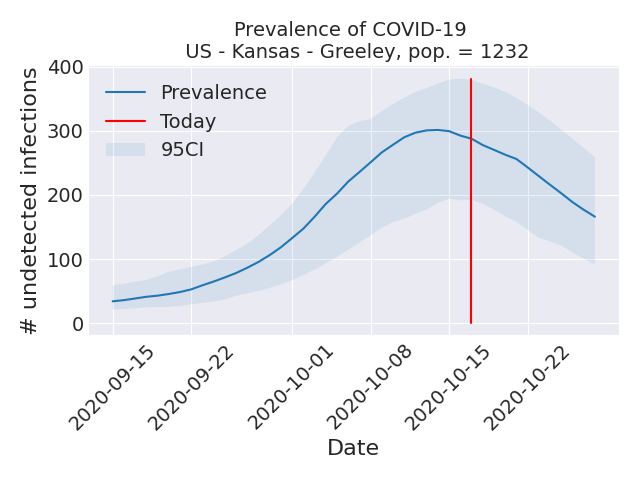 Prevalence of COVID-19
US - Kansas - Greeley, pop. = 1232
# undetected infections
400
300
200
100
0
Prevalence
Today
95CI
2020-09-15
2020-09-22
2020-10-01
2020-10-08
2020-10-15
2020-10-22
Date